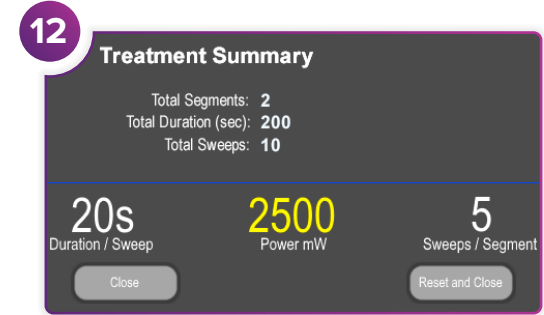 12
Treatment Summary
Total Segments: 2
Total Duration (sec): 200
Total Sweeps: 10
20s 2500 5
Duration / Sweep Power mW Sweeps / Segment
Close Reset and Close